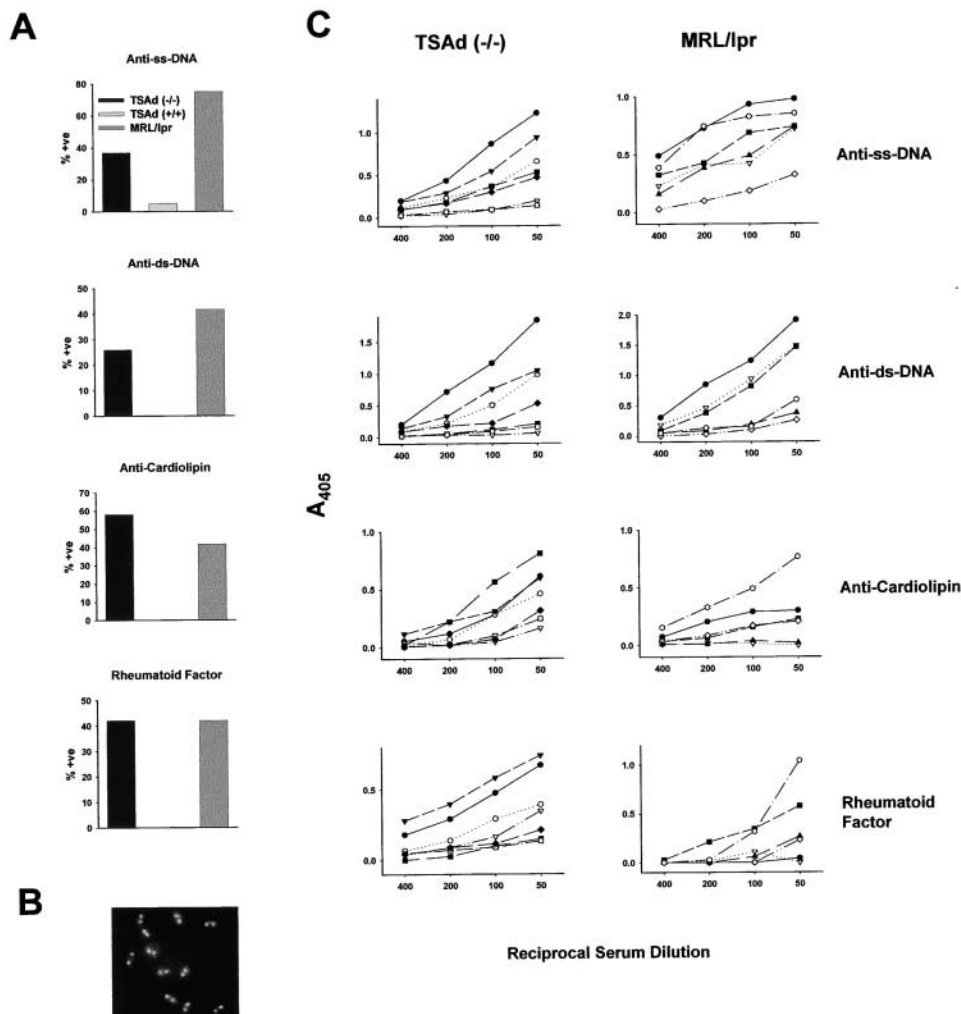 A
Anti-ss-DNA
80
60
40
20
0
% +ve
TSAd (-/-)
TSAd (+/+)
MRL/lpr
Anti-ds-DNA
50
40
30
20
10
0
% +ve
Anti-Cardiolipin
70
60
50
40
30
20
10
0
% +ve
Rheumatoid Factor
50
40
30
20
10
0
% +ve
B
C
TSAd (-/-)
MRL/lpr
A405
1.0
0.5
0.0
400 200 100 50
1.0
0.5
0.0
400 200 100 50
Anti-ss-DNA
1.5
1.0
0.5
0.0
400 200 100 50
2.0
1.5
1.0
0.5
0.0
400 200 100 50
Anti-ds-DNA
1.0
0.5
0.0
400 200 100 50
1.0
0.5
0.0
400 200 100 50
Anti-Cardiolipin
0.5
0.0
400 200 100 50
1.0
0.5
0.0
400 200 100 50
Rheumatoid
Factor
Reciprocal Serum Dilution